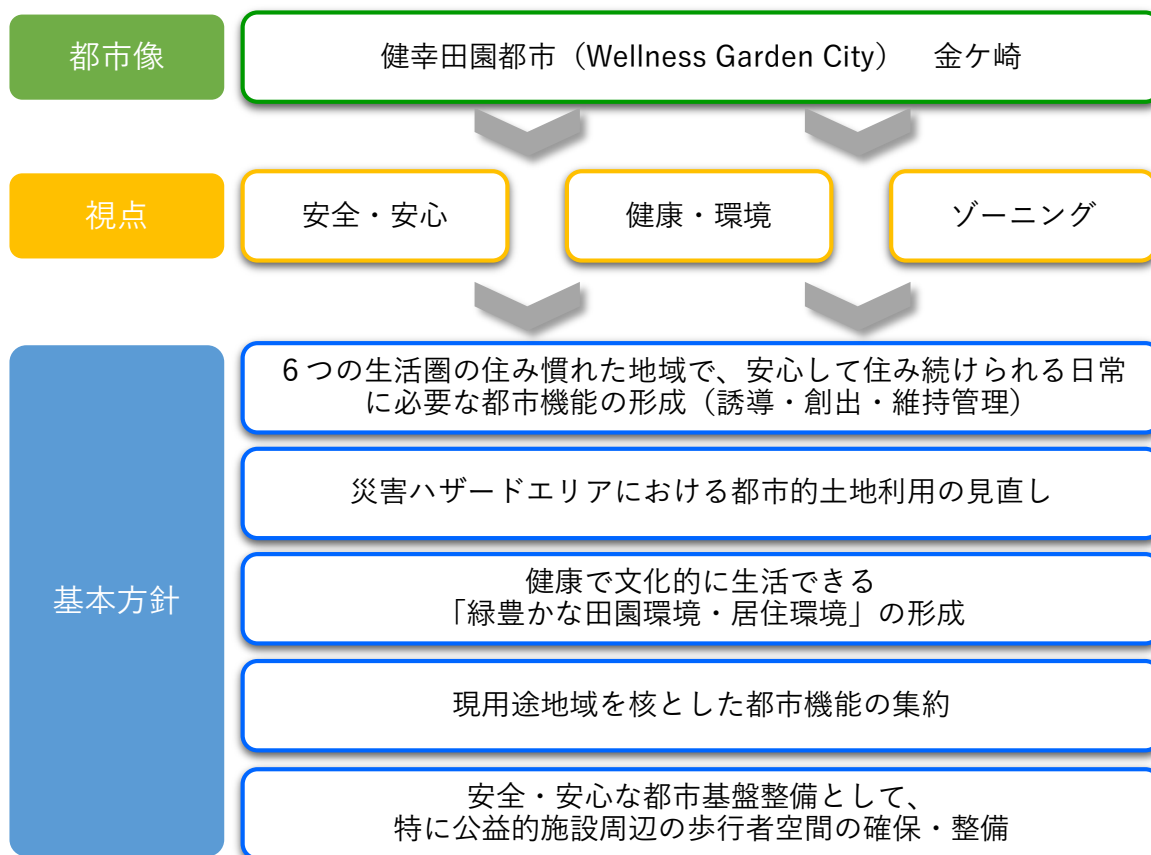 都市像
健幸田園都市（Wellness Garden City）　金ケ崎
視点
安全・安心
健康・環境
ゾーニング
基本方針
6つの生活圏の住み慣れた地域で、安心して住み続けられる日常
に必要な都市機能の形成（誘導・創出・維持管理）
災害ハザードエリアにおける都市的土地利用の見直し
健康で文化的に生活できる
「緑豊かな田園環境・居住環境」の形成
現用途地域を核とした都市機能の集約
安全・安心な都市基盤整備として、
特に公益的施設周辺の歩行者空間の確保・整備